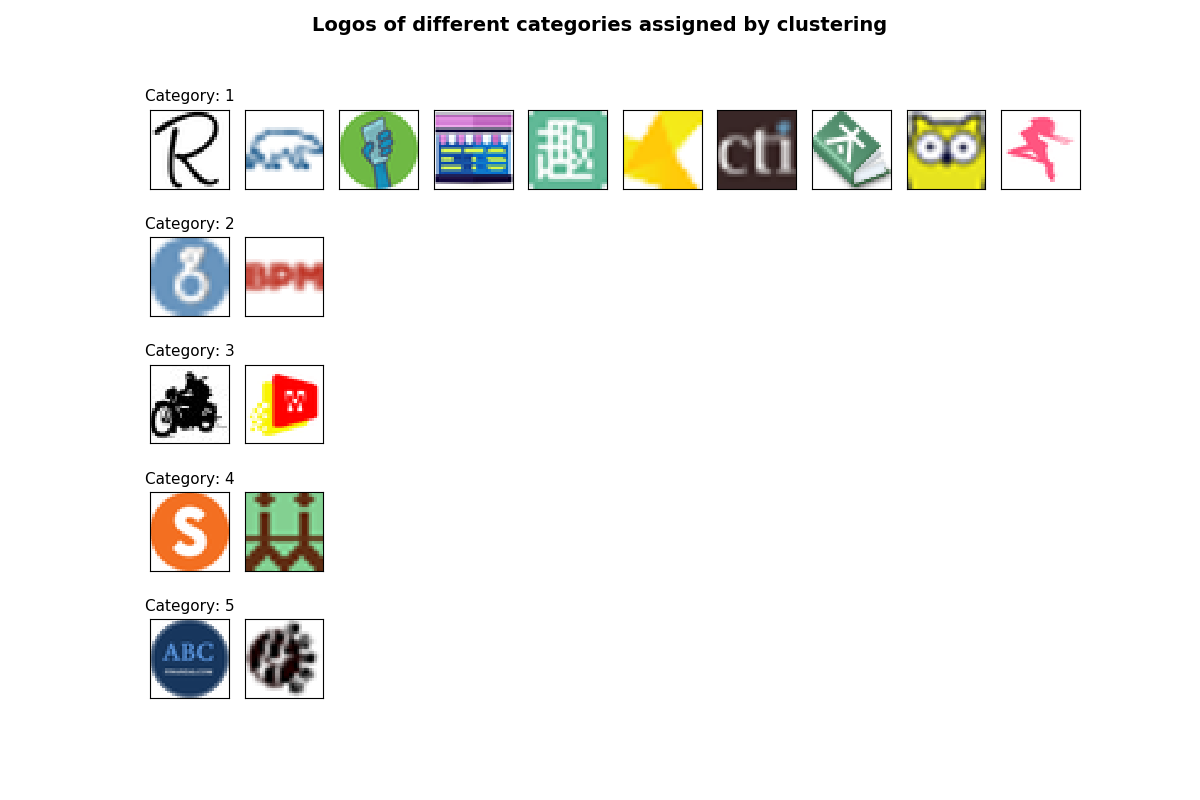 Logos of different categories assigned by clustering
Category: 1
R
cti
Category: 2
8
BPM
Category: 3
Category: 4
S
Category: 5
ABC